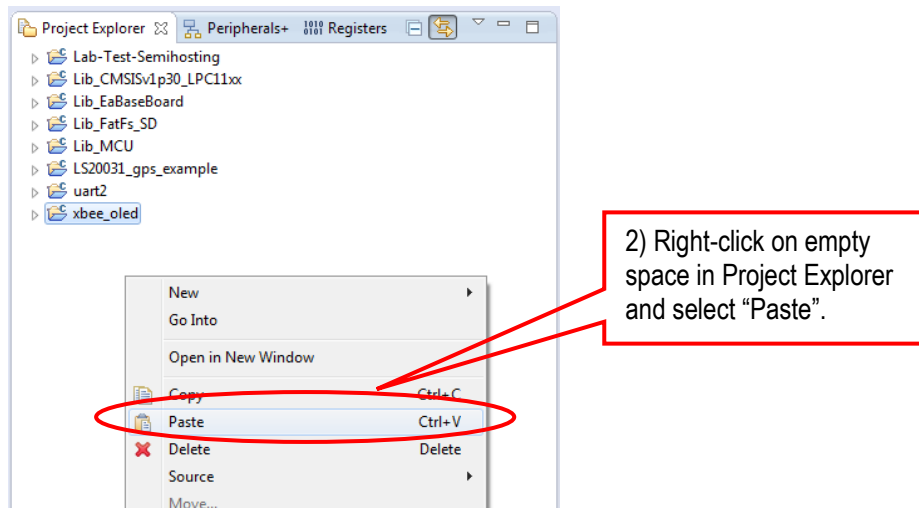 Project Explorer Peripherals+ Registers
Lab-Test-Semihosting
Lib_CMSISv1p30_LPC11xx
Lib_EaBaseBoard
Lib_FatFs_SD
Lib_MCU
LS20031_gps_example
uart2
xbee_oled
2) Right-click on empty
space in Project Explorer
and select “Paste”.
New
Go Into
Open in New Window
Copy Ctrl+C
Paste Ctrl+V
Delete Delete
Source
Move...